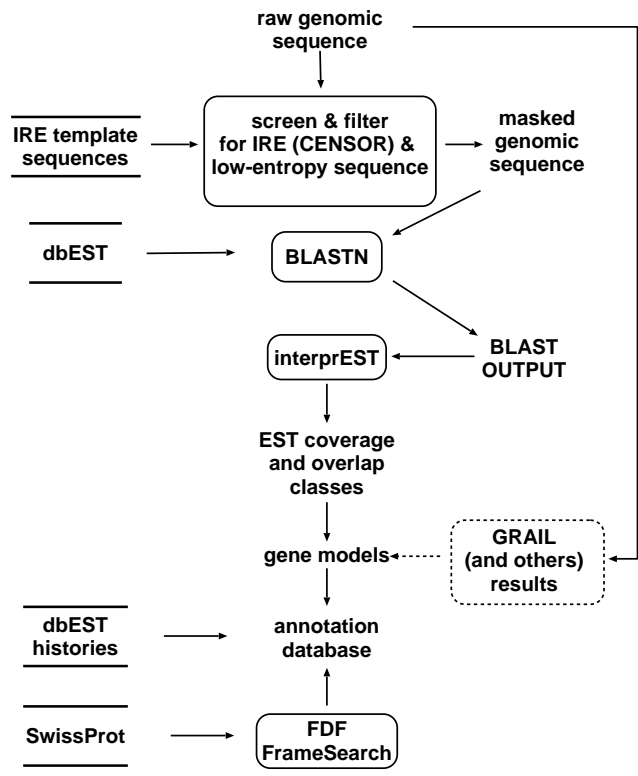 raw genomic
sequence
IRE template
sequences
screen & filter
for IRE (CENSOR) &
low-entropy sequence
masked
genomic
sequence
dbEST
BLASTN
interprEST
BLAST
OUTPUT
EST coverage
and overlap
classes
gene models
GRAIL
(and others)
results
dbEST
histories
annotation
database
SwissProt
FDF
FrameSearch